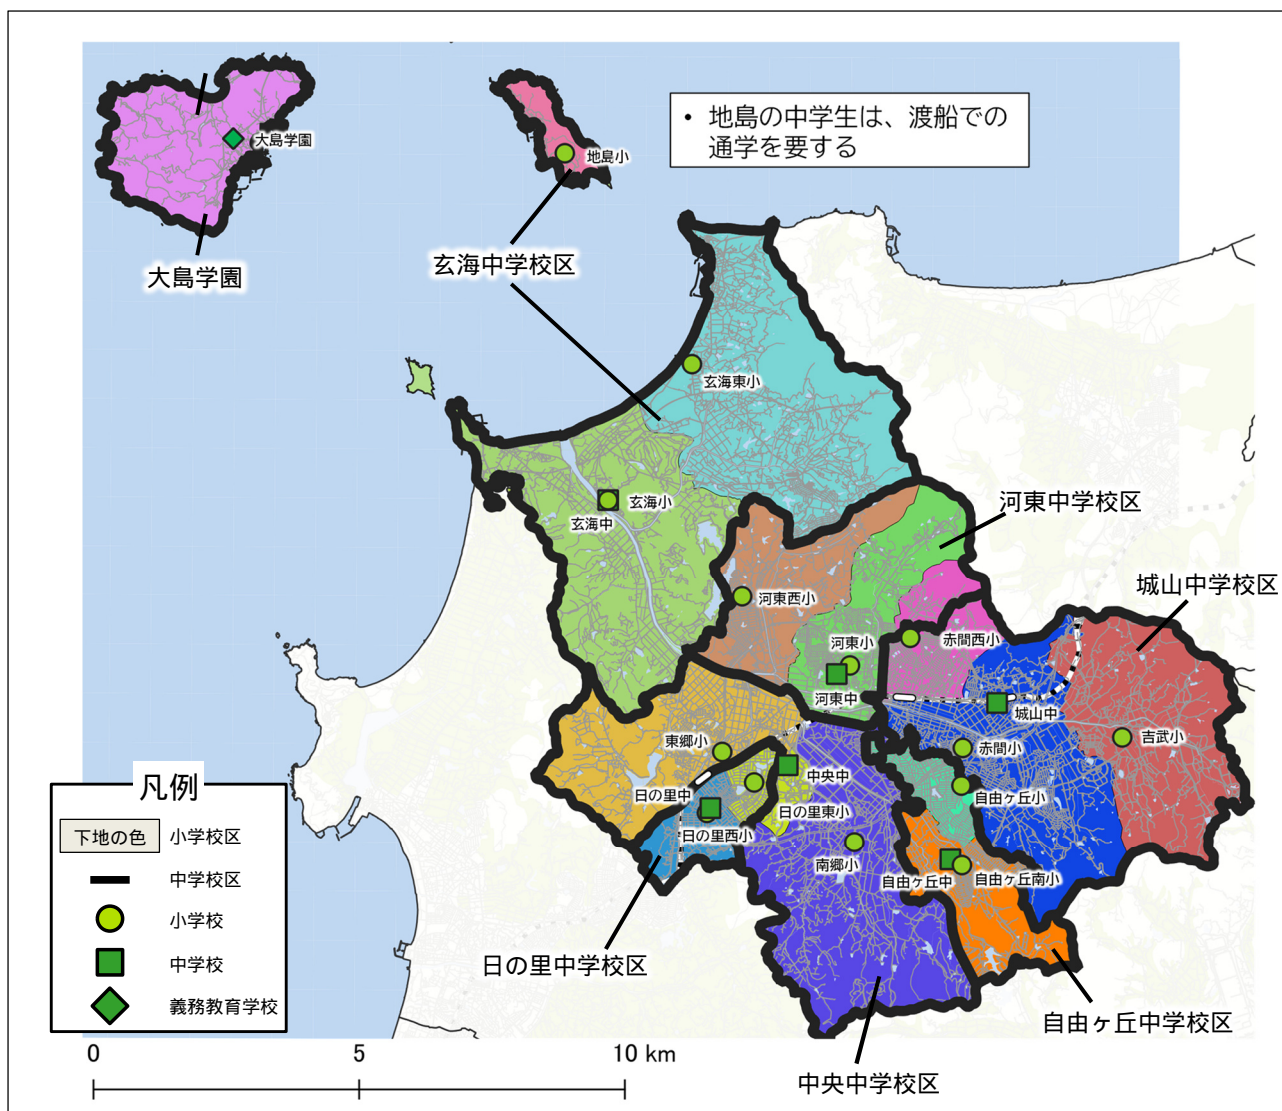 大島学園
地島小
・ 地島の中学生は、渡船での
通学を要する
玄海中学校区
大島学園
玄海東小
河東中学校区
玄海小
玄海中
城山中学校区
河東西小
河東小
赤間西小
河東中
城山中
吉武小
東郷小
赤間小
中央中
日の里中
自由ヶ丘小
日の里東小
日の里西小
南郷小
自由ヶ丘中
自由ヶ丘南小
凡例
下地の色 小学校区
中学校区
小学校
中学校
義務教育学校
日の里中学校区
自由ヶ丘中学校区
中央中学校区
0 5 10 km